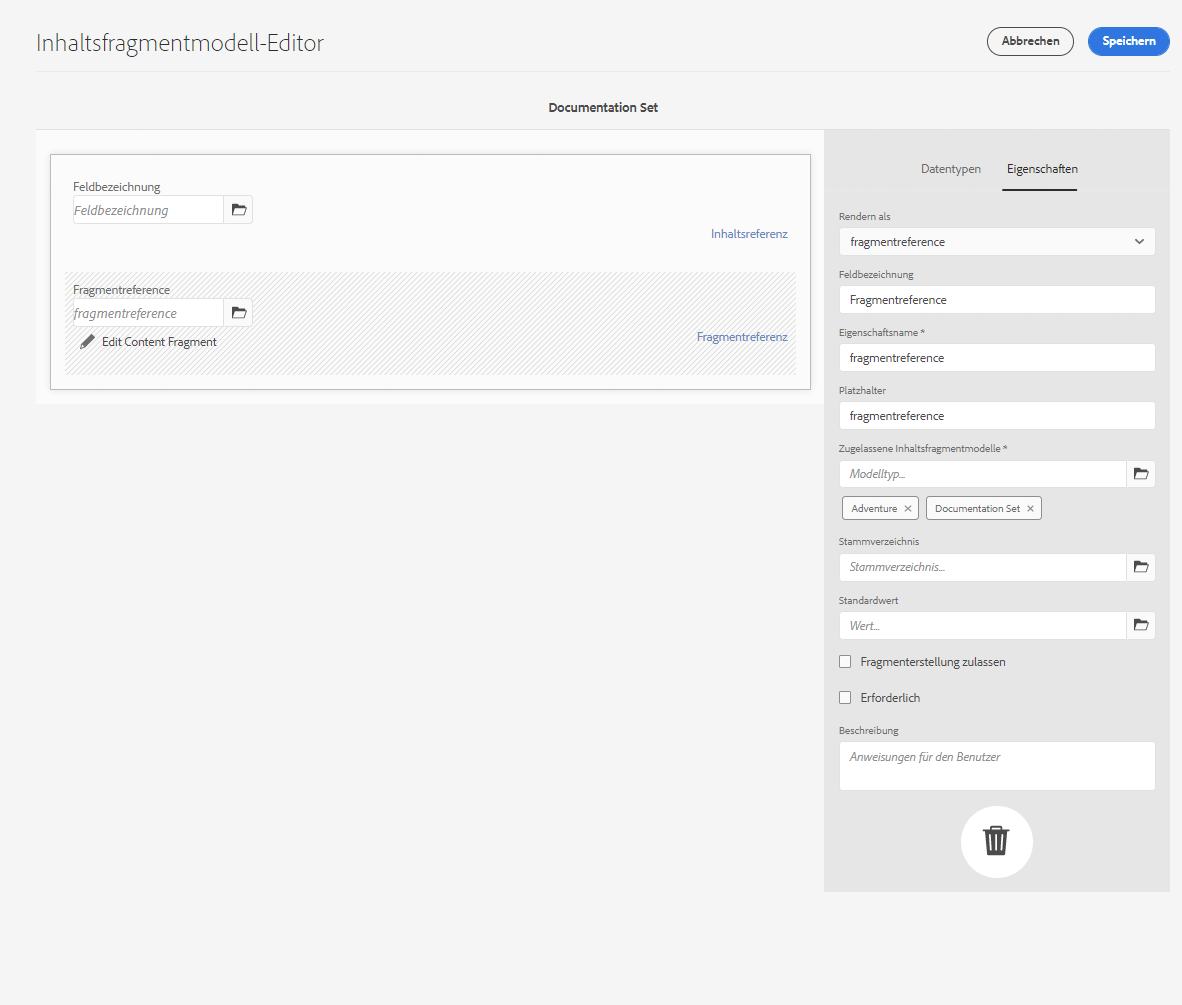 Inhaltsfragmentmodell-Editor
Abbrechen
Speichern
Documentation Set
Feldbezeichnung
Feldbezeichnung
Inhaltsreferenz
Fragmentreference
fragmentreference
Edit Content Fragment
Fragmentreferenz
Datentypen
Eigenschaften
Rendern als
fragmentreference
Feldbezeichnung
Fragmentreference
Eigenschaftsname *
fragmentreference
Platzhalter
fragmentreference
Zugelassene Inhaltsfragmentmodelle *
Modelltyp...
Adventure ×
Documentation Set ×
Stammverzeichnis
Stammverzeichnis...
Standardwert
Wert...
Fragmenterstellung zulassen
Erforderlich
Beschreibung
Anweisungen für den Benutzer